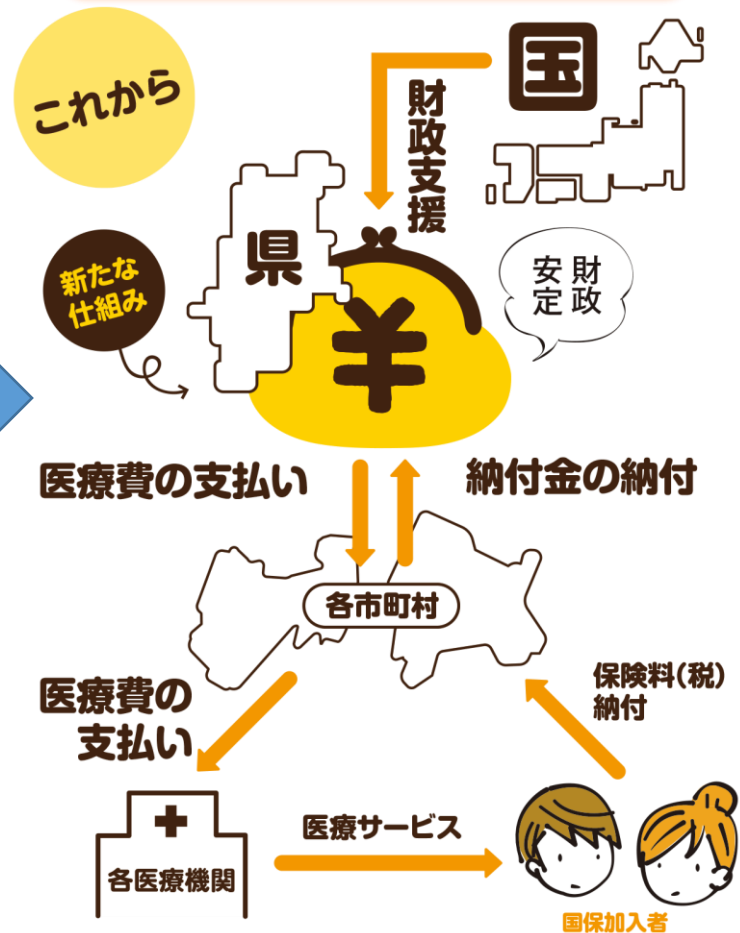 これから
国
財政支援
県
新たな
仕組み
財政
安定
¥
医療費の支払い
納付金の納付
各市町村
保険料(税)
納付
医療費の
支払い
医療サービス
各医療機関
国保加入者